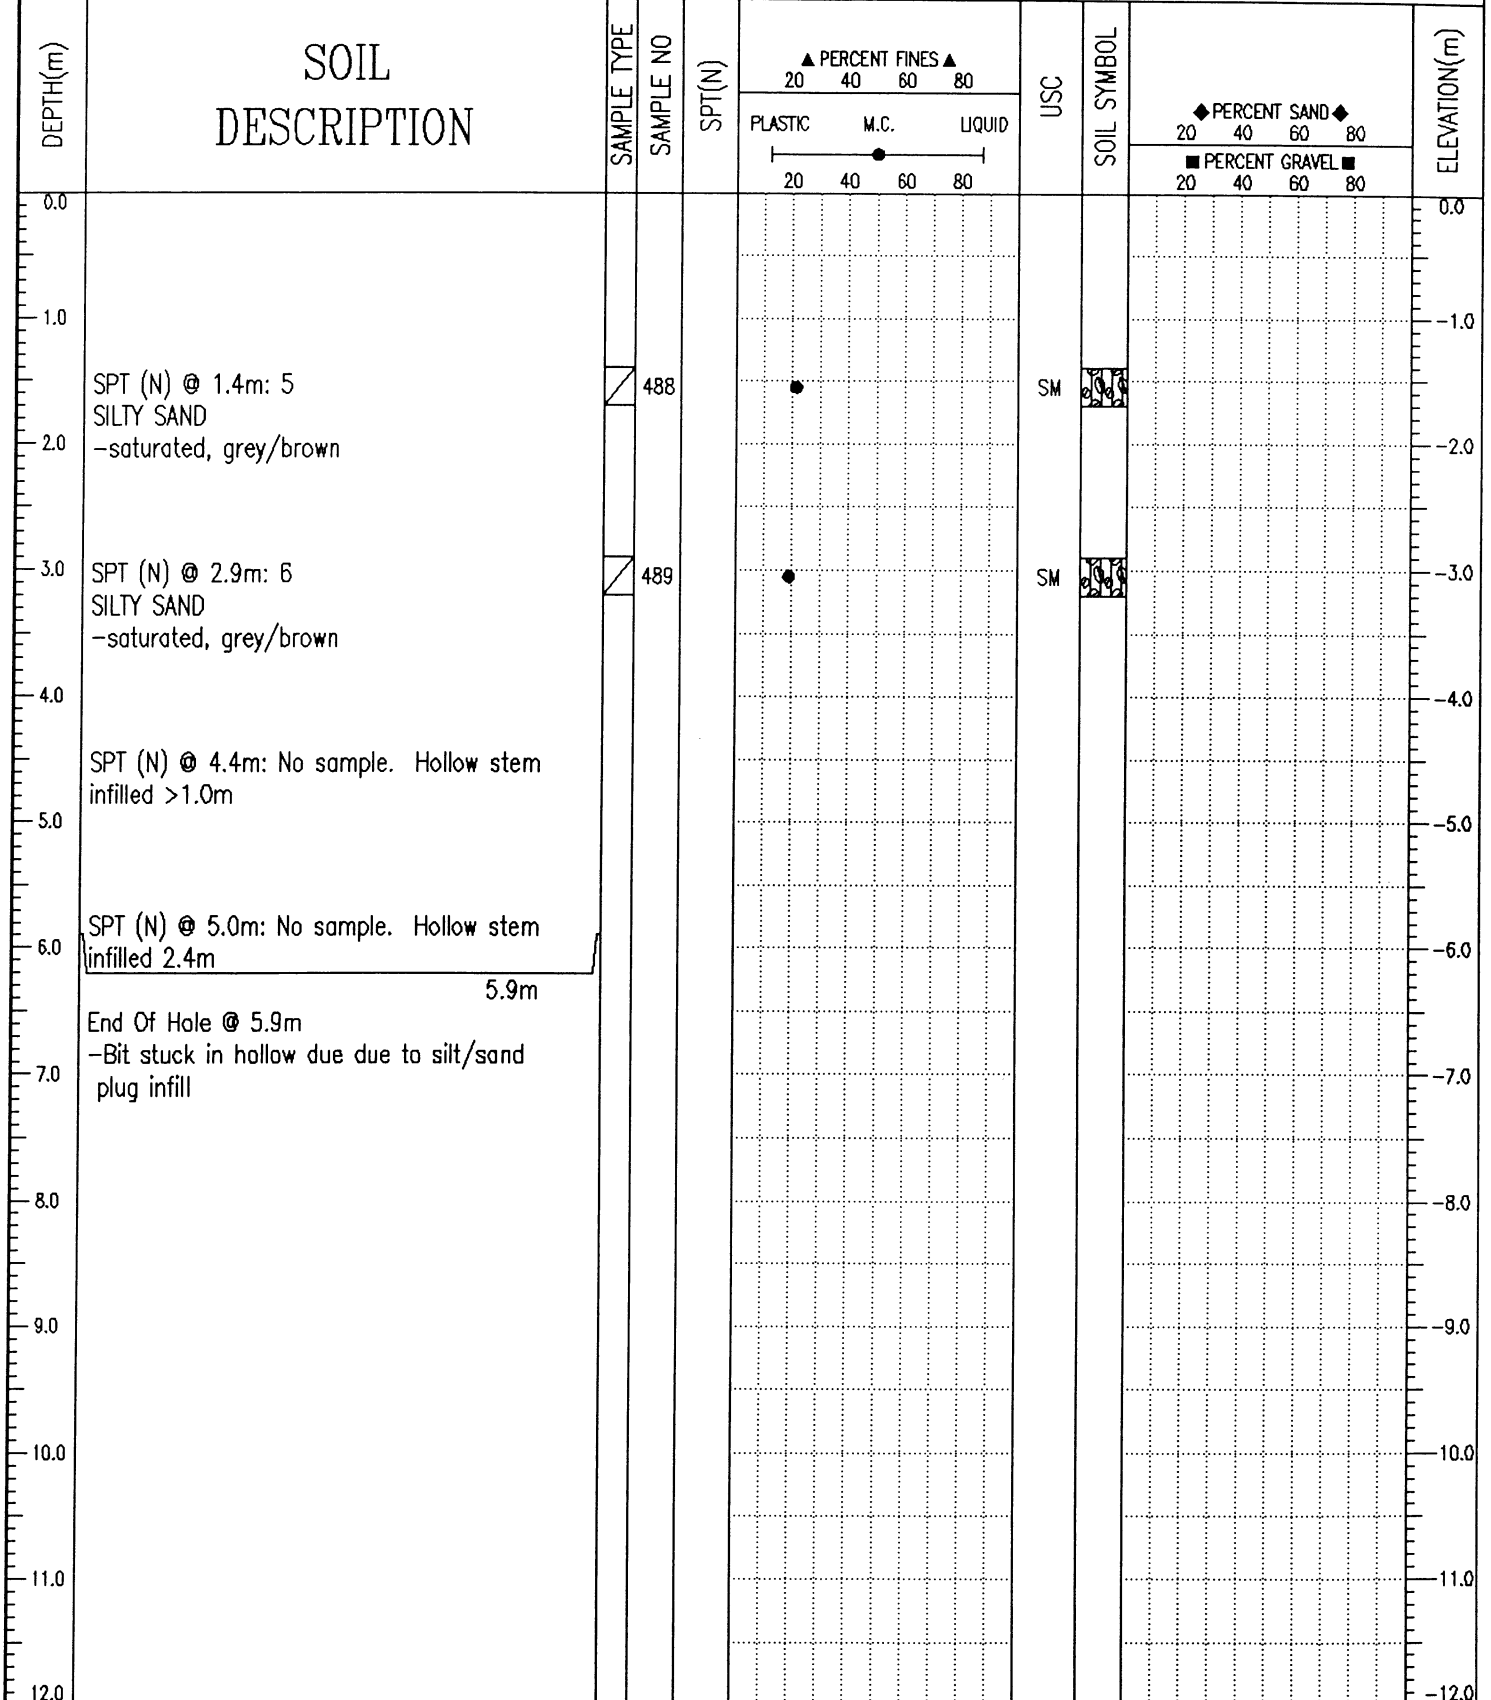 DEPTH(m)
SOIL
DESCRIPTION
SAMPLE TYPE
SAMPLE NO
SPT(N)
▲ PERCENT FINES ▲
20 40 60 80
PLASTIC M.C. LIQUID
20 40 60 80
USC
SOIL SYMBOL
◆ PERCENT SAND ◆
20 40 60 80
■ PERCENT GRAVEL ■
20 40 60 80
ELEVATION(m)
0.0 0.0
1.0 -1.0
SPT (N) @ 1.4m: 5 488 SM
SILTY SAND
2.0 -saturated, grey/brown -2.0
3.0 SPT (N) @ 2.9m: 6 489 SM -3.0
SILTY SAND
-saturated, grey/brown
4.0 -4.0
SPT (N) @ 4.4m: No sample. Hollow stem
infilled >1.0m
5.0 -5.0
SPT (N) @ 5.0m: No sample. Hollow stem
6.0 infilled 2.4m -6.0
5.9m
End Of Hole @ 5.9m
-Bit stuck in hollow due due to silt/sand
7.0 plug infill -7.0
8.0 -8.0
9.0 -9.0
10.0 -10.0
11.0 -11.0
12.0 -12.0